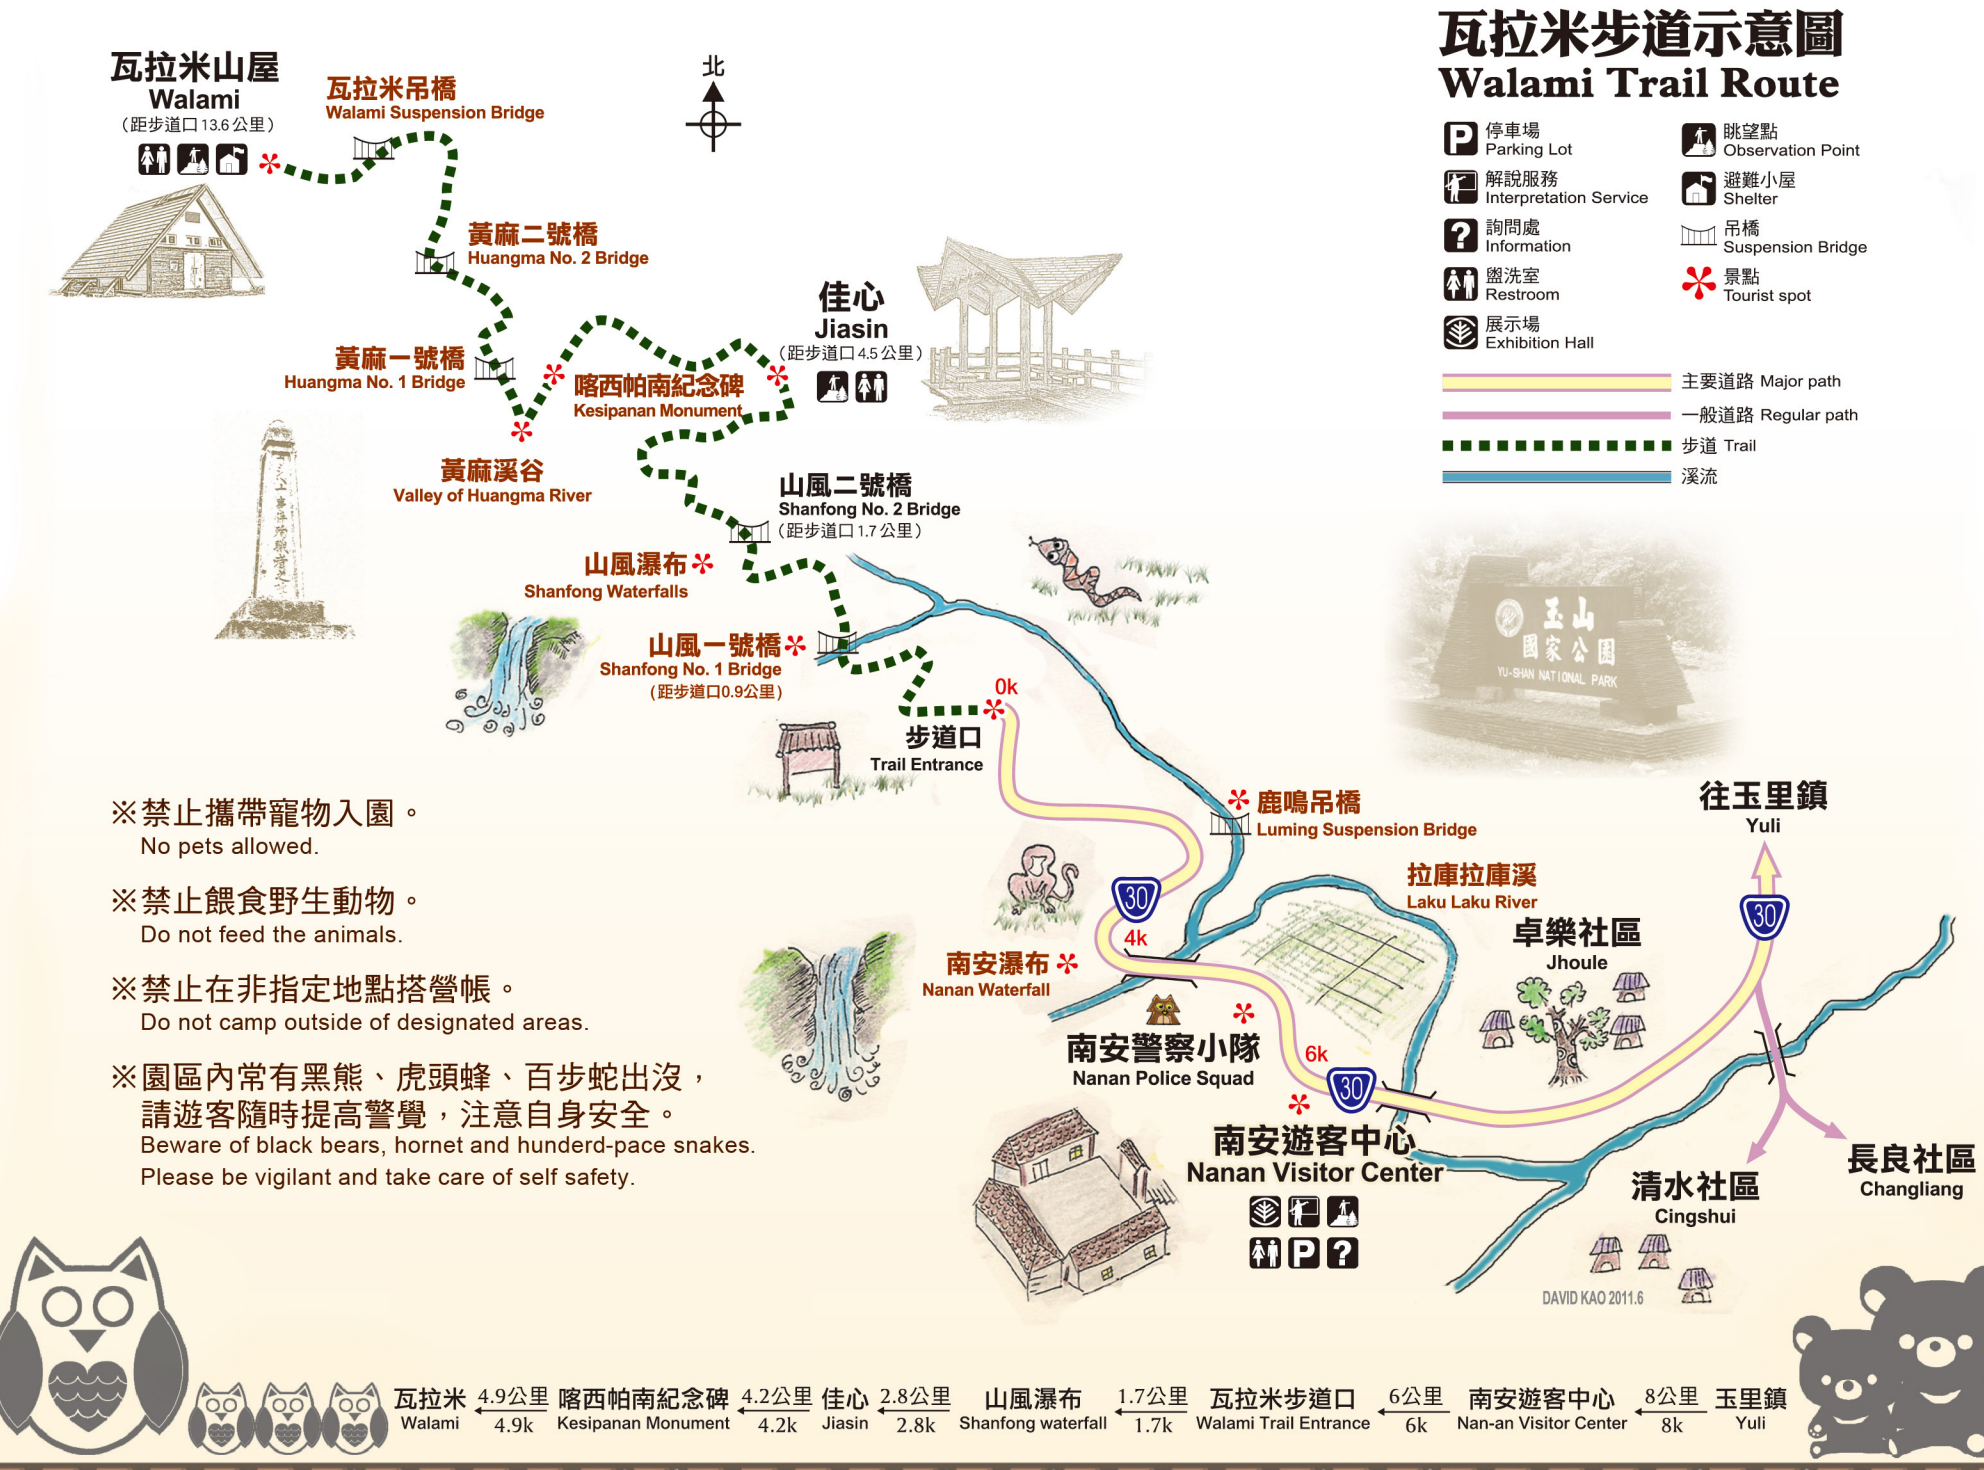 瓦拉米步道示意圖
Walami Trail Route
停車場
Parking Lot
解說服務
Interpretation Service
詢問處
Information
盥洗室
Restroom
展示場
Exhibition Hall
眺望點
Observation Point
避難小屋
Shelter
吊橋
Suspension Bridge
景點
Tourist spot
主要道路 Major path
一般道路 Regular path
步道 Trail
溪流
北
瓦拉米山屋
Walami
(距步道口13.6公里)
瓦拉米吊橋
Walami Suspension Bridge
黃麻二號橋
Huangma No. 2 Bridge
佳心
Jiasin
(距步道口4.5公里)
黃麻一號橋
Huangma No. 1 Bridge
喀西帕南紀念碑
Kesipanan Monument
黃麻溪谷
Valley of Huangma River
山風二號橋
Shanfong No. 2 Bridge
(距步道口1.7公里)
山風瀑布
Shanfong Waterfalls
山風一號橋
Shanfong No. 1 Bridge
(距步道口0.9公里)
玉山
國家公園
YU-SHAN NATIONAL PARK
0k
步道口
Trail Entrance
鹿鳴吊橋
Luming Suspension Bridge
往玉里鎮
Yuli
30
拉庫拉庫溪
Laku Laku River
30
4k
卓樂社區
Jhoule
南安瀑布
Nanan Waterfall
南安警察小隊
Nanan Police Squad
6k
30
南安遊客中心
Nanan Visitor Center
長良社區
Changliang
清水社區
Cingshui
DAVID KAO 2011.6
※禁止攜帶寵物入園。
No pets allowed.
※禁止餵食野生動物。
Do not feed the animals.
※禁止在非指定地點搭營帳。
Do not camp outside of designated areas.
※園區內常有黑熊、虎頭蜂、百步蛇出沒，
請遊客隨時提高警覺，注意自身安全。
Beware of black bears, hornet and hunderd-pace snakes.
Please be vigilant and take care of self safety.
瓦拉米 4.9公里 喀西帕南紀念碑 4.2公里 佳心 2.8公里 山風瀑布 1.7公里 瓦拉米步道口 6公里 南安遊客中心 8公里 玉里鎮
Walami 4.9k Kesipanan Monument 4.2k Jiasin 2.8k Shanfong waterfall 1.7k Walami Trail Entrance 6k Nan-an Visitor Center 8k Yuli